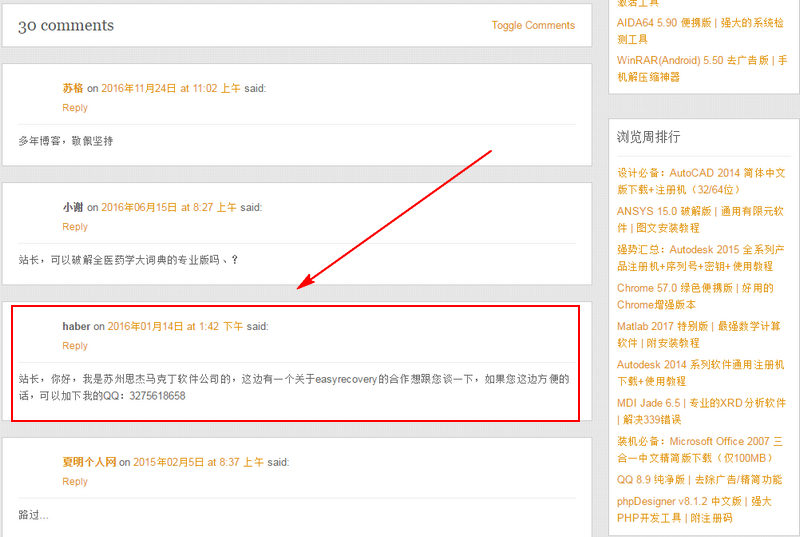 30 comments
Toggle Comments
苏格 on 2016年11月24日 at 11:02 上午 said:
Reply
多年博客，敬佩坚持
小谢 on 2016年06月15日 at 8:27 上午 said:
Reply
站长，可以破解全医药学大词典的专业版吗、？
haber on 2016年01月14日 at 1:42 下午 said:
Reply
站长，你好，我是苏州思杰马克丁软件公司的，这边有一个关于easyrecovery的合作想跟您谈一下，如果您这边方便的
话，可以加下我的QQ：3275618658
夏明个人网 on 2015年02月5日 at 8:37 上午 said:
Reply
路过...
激活工具
AIDA64 5.90 便携版 | 强大的系统检
测工具
WinRAR(Android) 5.50 去广告版 | 手
机解压缩神器
浏览周排行
设计必备：AutoCAD 2014 简体中文
版下载+注册机（32/64位）
ANSYS 15.0 破解版 | 通用有限元软
件 | 图文安装教程
强势汇总：Autodesk 2015 全系列产
品注册机+序列号+密钥+使用教程
Chrome 57.0 绿色便携版 | 好用的
Chrome增强版本
Matlab 2017 特别版 | 最强数学计算
软件 | 附安装教程
Autodesk 2014 系列软件通用注册机
下载+使用教程
MDI Jade 6.5 | 专业的XRD分析软件
| 解决339错误
装机必备：Microsoft Office 2007 三
合一中文精简版下载（仅100MB）
QQ 8.9 纯净版 | 去除广告/精简功能
phpDesigner v8.1.2 中文版 | 强大
PHP开发工具 | 附注册码